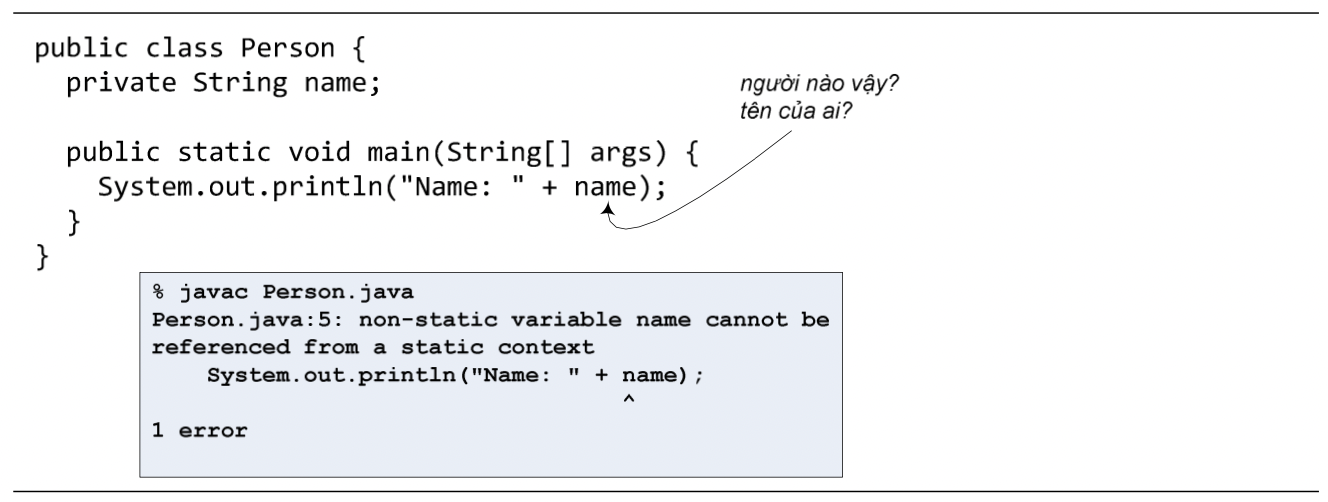 public class Person {
  private String name;
người nào vậy?
tên của ai?
  public static void main(String[] args) {
    System.out.println("Name: " + name);
  }
}
% javac Person.java
Person.java:5: non-static variable name cannot be
referenced from a static context
    System.out.println("Name: " + name);
                                  ^
1 error